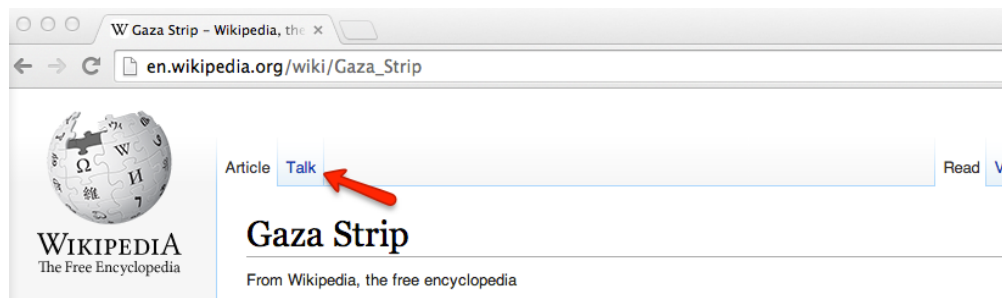 W Gaza Strip – Wikipedia, the
en.wikipedia.org/wiki/Gaza_Strip
Article Talk Read V
WIKIPEDIA
The Free Encyclopedia
Gaza Strip
From Wikipedia, the free encyclopedia